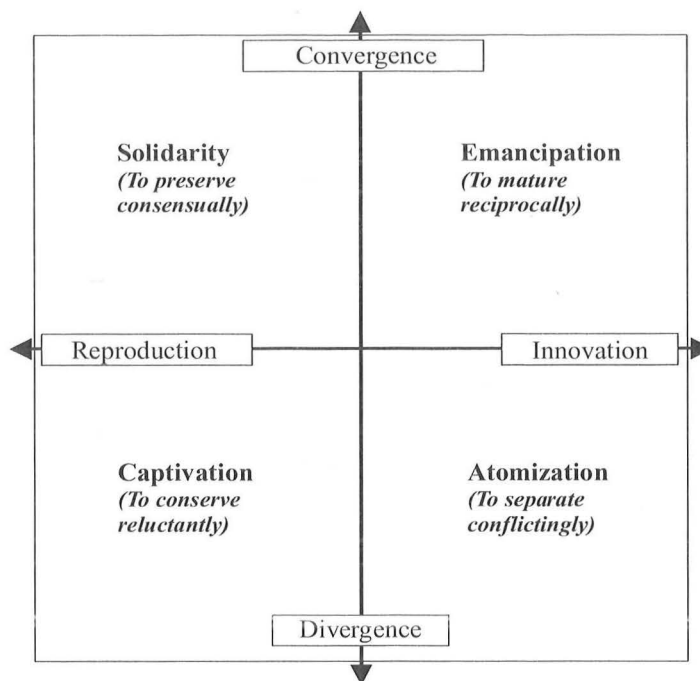 Convergence
Solidarity
(To preserve
consensually)
Emancipation
(To mature
reciprocally)
Reproduction
Innovation
Captivation
(To conserve
reluctantly)
Atomization
(To separate
conflictingly)
Divergence